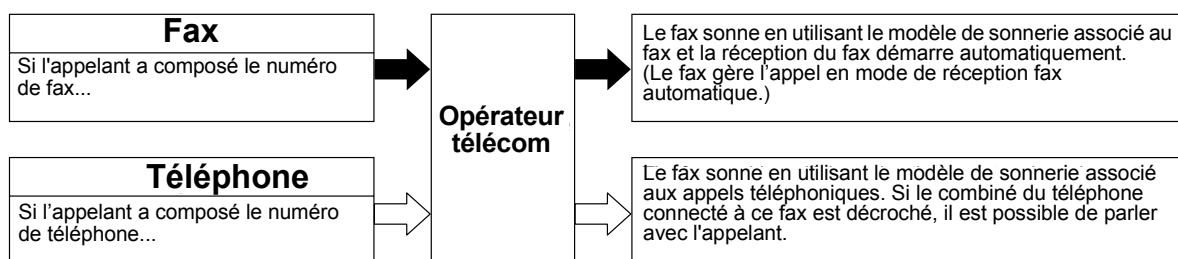 Fax
Si l'appelant a composé le numéro
de fax...
Opérateur
télécom
Le fax sonne en utilisant le modèle de sonnerie associé au
fax et la réception du fax démarre automatiquement.
(Le fax gère l’appel en mode de réception fax
automatique.)
Téléphone
Si l’appelant a composé le numéro
de téléphone...
Le fax sonne en utilisant le modèle de sonnerie associé
aux appels téléphoniques. Si le combiné du téléphone
connecté à ce fax est décroché, il est possible de parler
avec l'appelant.